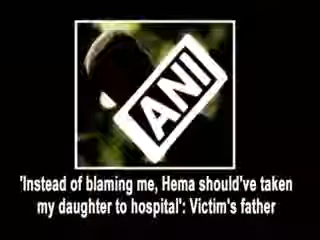 ANI
'Instead of blaming me, Hema should've taken
my daughter to hospital': Victim's father